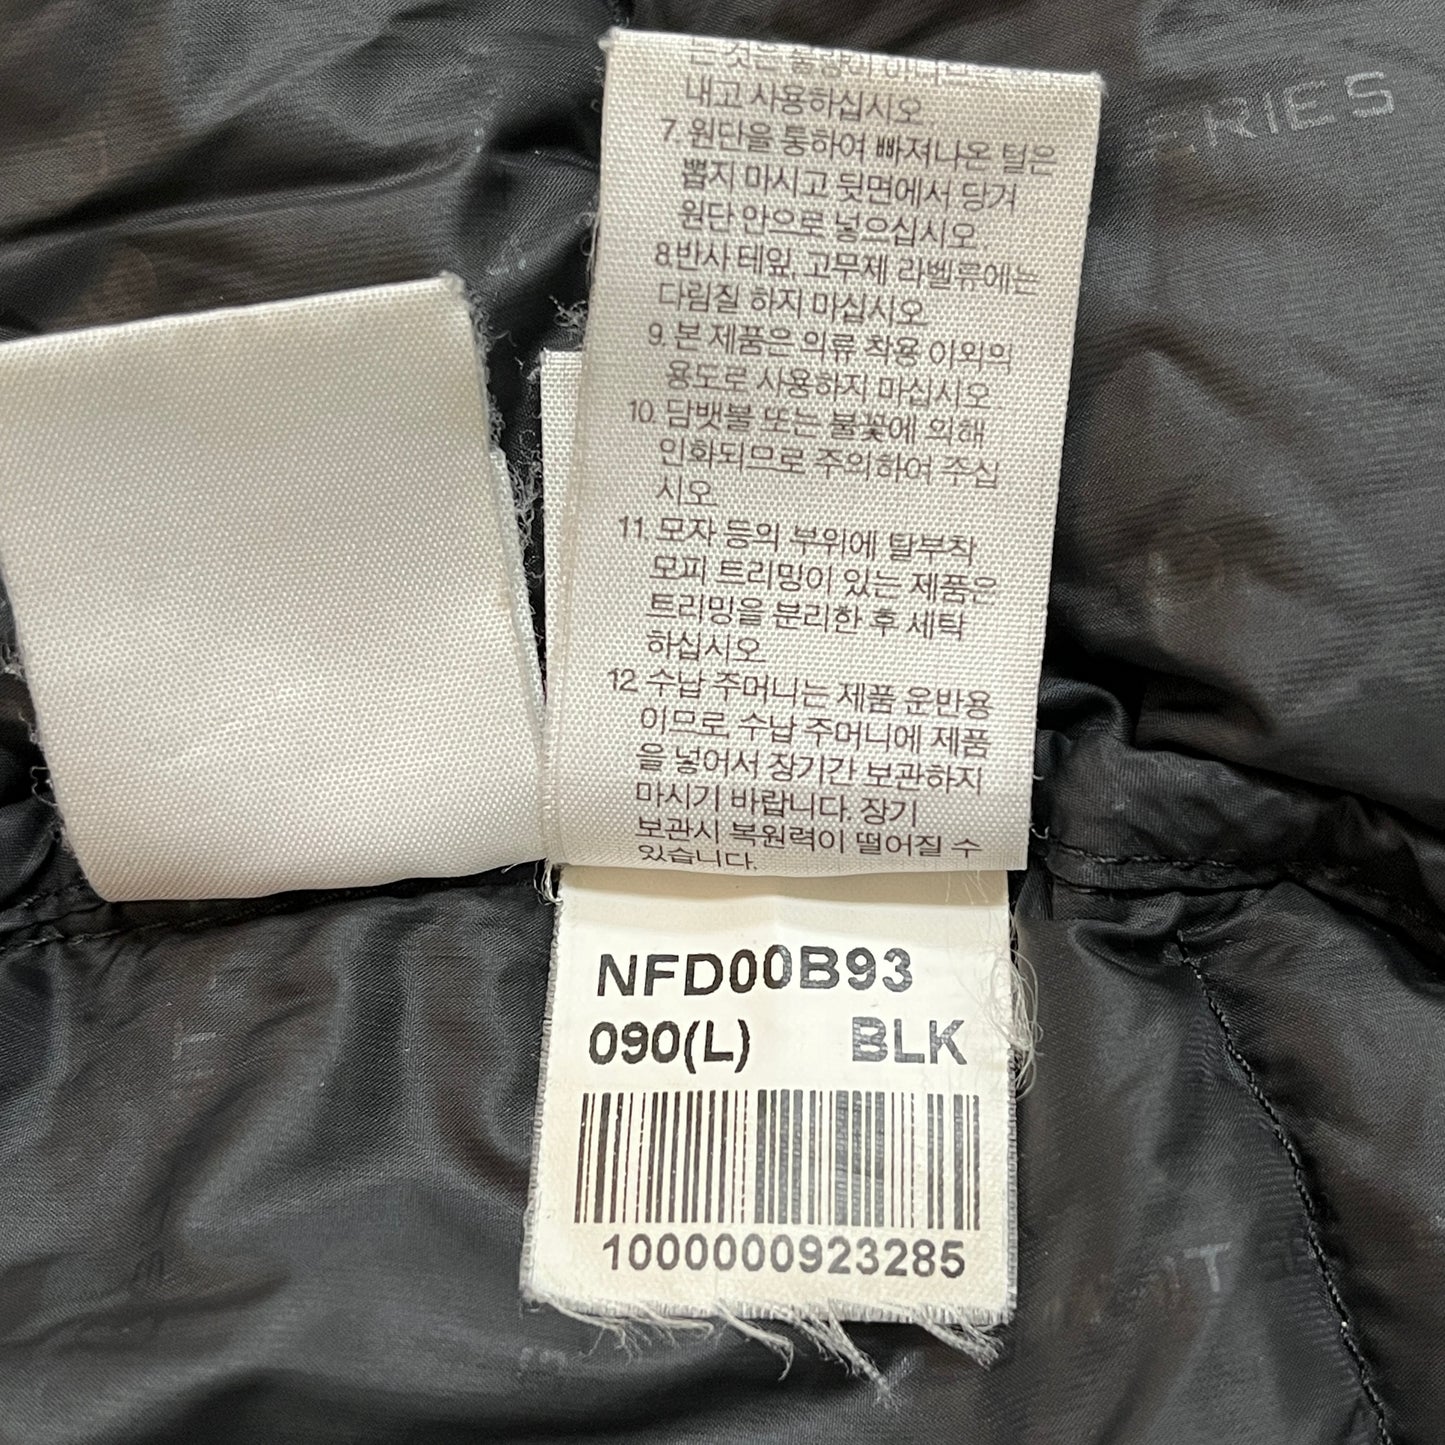 내고 사용하십시오.
7. 원단을 통하여 빠져나온 털은
뽑지 마시고 뒷면에서 당겨
원단 안으로 넣으십시오.
8.반사 테잎, 고무제 라벨류에는
다림질 하지 마십시오.
9. 본 제품은 의류 착용 이외의
용도로 사용하지 마십시오.
10. 담뱃불 또는 불꽃에 의해
인화되므로 주의하여 주십
시오.
11. 모자 등의 부위에 탈부착
모피 트리밍이 있는 제품은
트리밍을 분리한 후 세탁
하십시오.
12. 수납 주머니는 제품 운반용
이므로, 수납 주머니에 제품
을 넣어서 장기간 보관하지
마시기 바랍니다. 장기
보관시 복원력이 떨어질 수
있습니다.
NFD00B93
090(L) BLK
1000000923285
ERIES